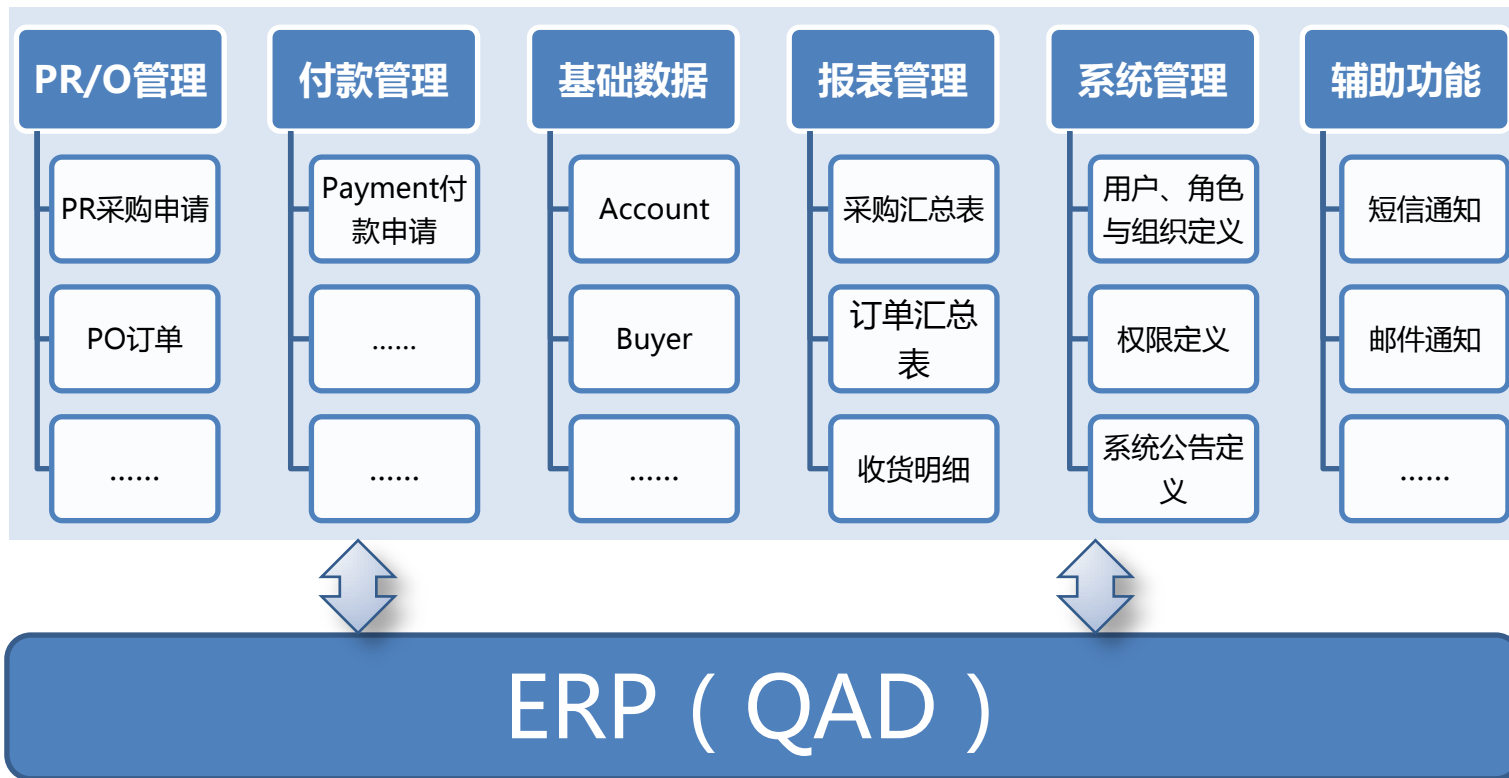 PR/O管理
付款管理
基础数据
报表管理
系统管理
辅助功能
PR采购申请
Payment付
款申请
Account
采购汇总表
用户、角色
与组织定义
短信通知
PO订单
……
Buyer
订单汇总
表
权限定义
邮件通知
……
……
……
收货明细
系统公告定
义
……
ERP（QAD）